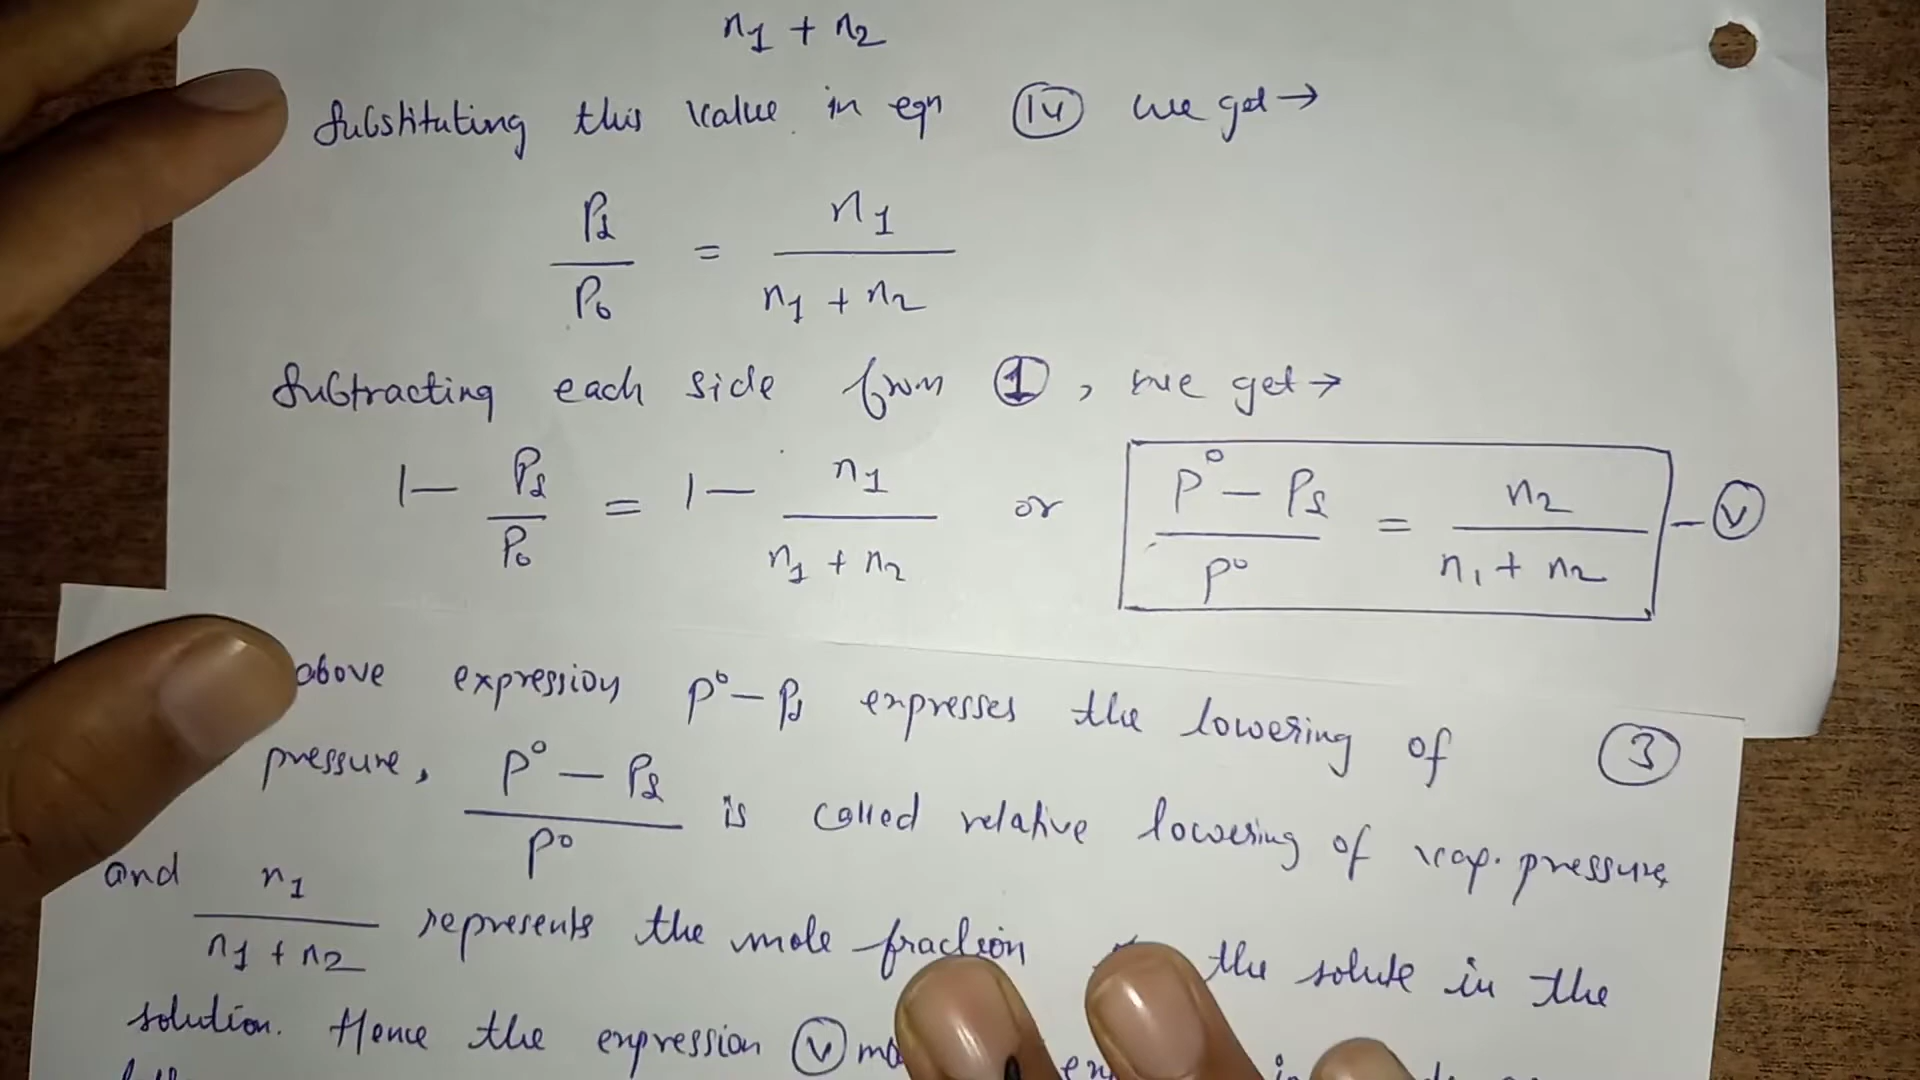 n1 + n2
Substituting this value in eqn (iv) we get →
Ps/Po = n1/(n1 + n2)
Subtracting each side from (1), we get →
1 - Ps/Po = 1 - n1/(n1 + n2) or (P° - Ps)/P° = n2/(n1 + n2) - (v)
above expression P° - Ps expresses the lowering of
(3)
pressure, (P° - Ps)/P° is called relative lowering of vap. pressure
and n1/(n1 + n2) represents the mole fraction the solute in the
solution. Hence the expression (v)